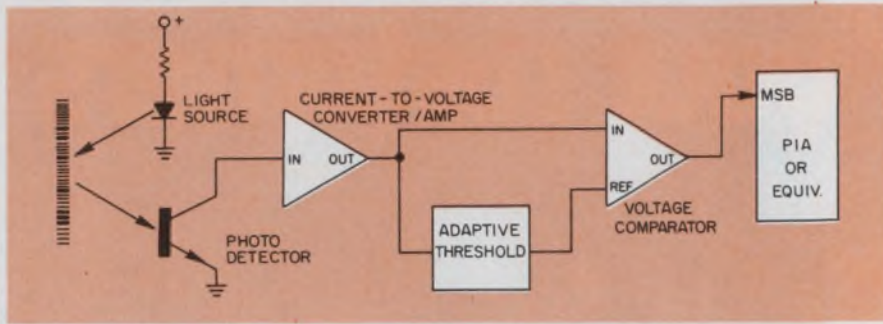 +
LIGHT
SOURCE
PHOTO
DETECTOR
CURRENT-TO-VOLTAGE
CONVERTER/AMP
IN
OUT
ADAPTIVE
THRESHOLD
IN
REF
OUT
VOLTAGE
COMPARATOR
MSB
PIA
OR
EQUIV.